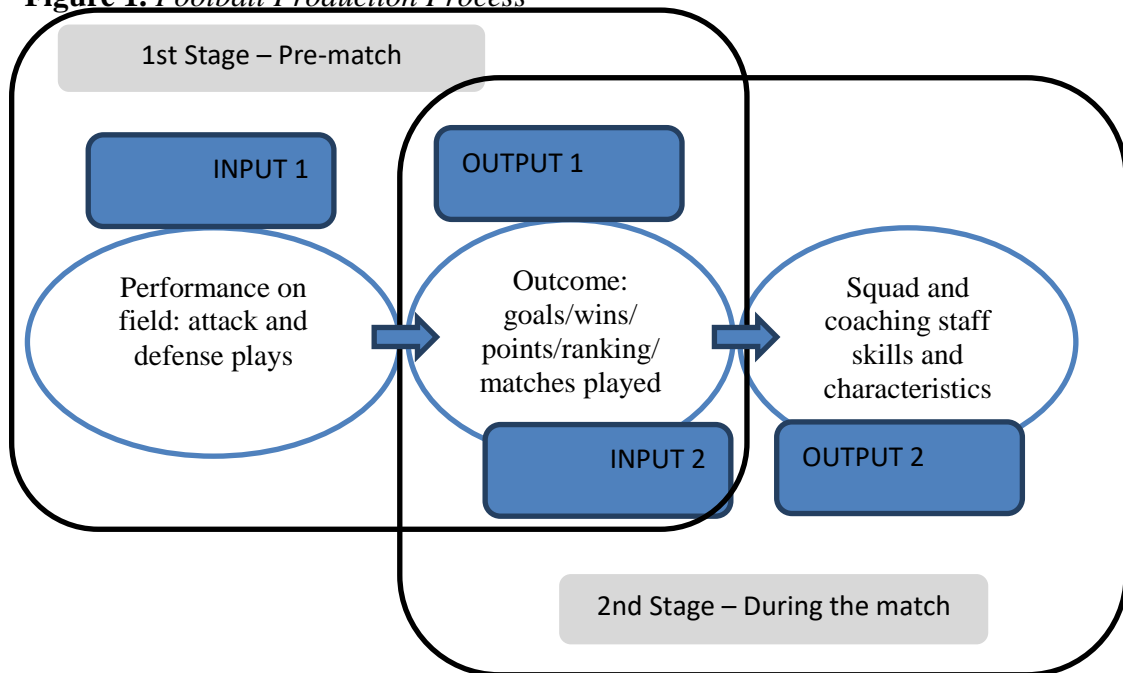 Figure 1. Football Production Process
1st Stage – Pre-match
INPUT 1
OUTPUT 1
Performance on
field: attack and
defense plays
Outcome:
goals/wins/
points/ranking/
matches played
Squad and
coaching staff
skills and
characteristics
INPUT 2
OUTPUT 2
2nd Stage – During the match